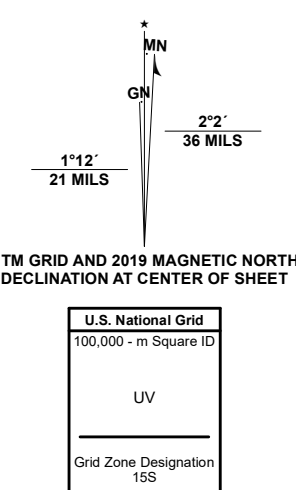 ★
MN
GN
2°2´
36 MILS
1°12´
21 MILS
TM GRID AND 2019 MAGNETIC NORTH
DECLINATION AT CENTER OF SHEET
U.S. National Grid
100,000 - m Square ID
UV
Grid Zone Designation
15S